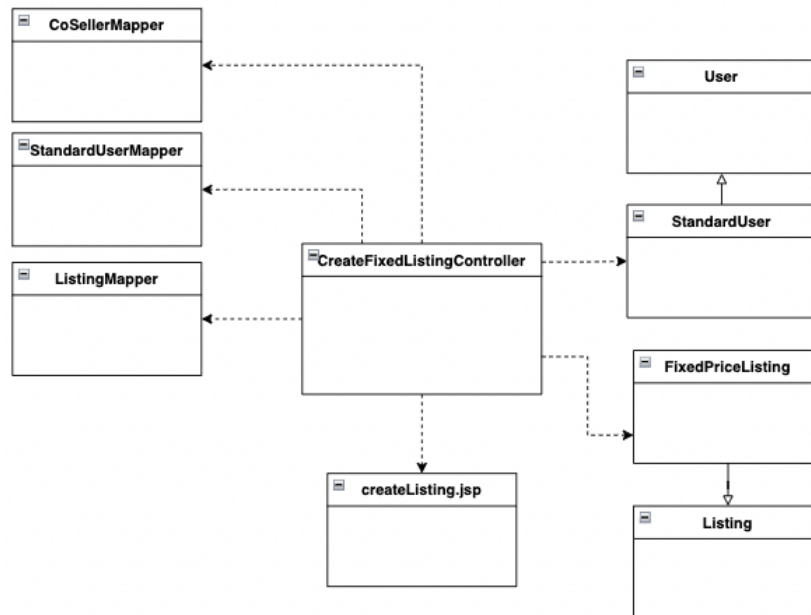 CoSellerMapper
User
StandardUserMapper
StandardUser
CreateFixedListingController
ListingMapper
FixedPriceListing
createListing.jsp
Listing